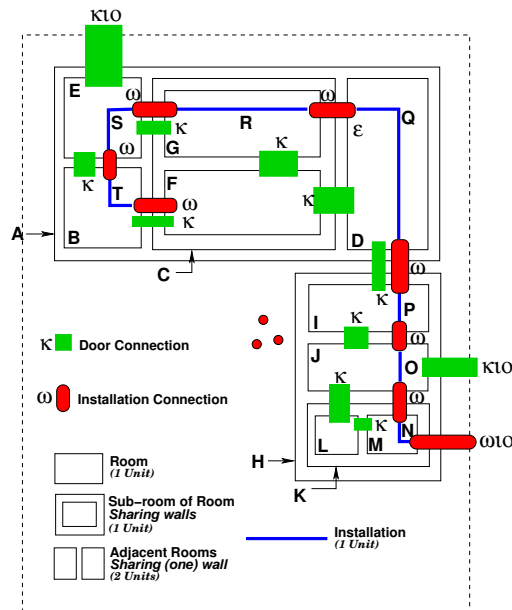 κιο
E
ω
ω
S
R
Q
κ
κ
ε
G
ω
κ
T
F
κ
ω
κ
A
B
D
C
ω
κ
P
I
κ
ω
J
O
κιο
κ Door Connection
κ
ω
ω Installation Connection
κ
N
L
M
ωιο
H
K
Room
(1 Unit)
Sub-room of Room
Sharing walls
(1 Unit)
Installation
(1 Unit)
Adjacent Rooms
Sharing (one) wall
(2 Units)